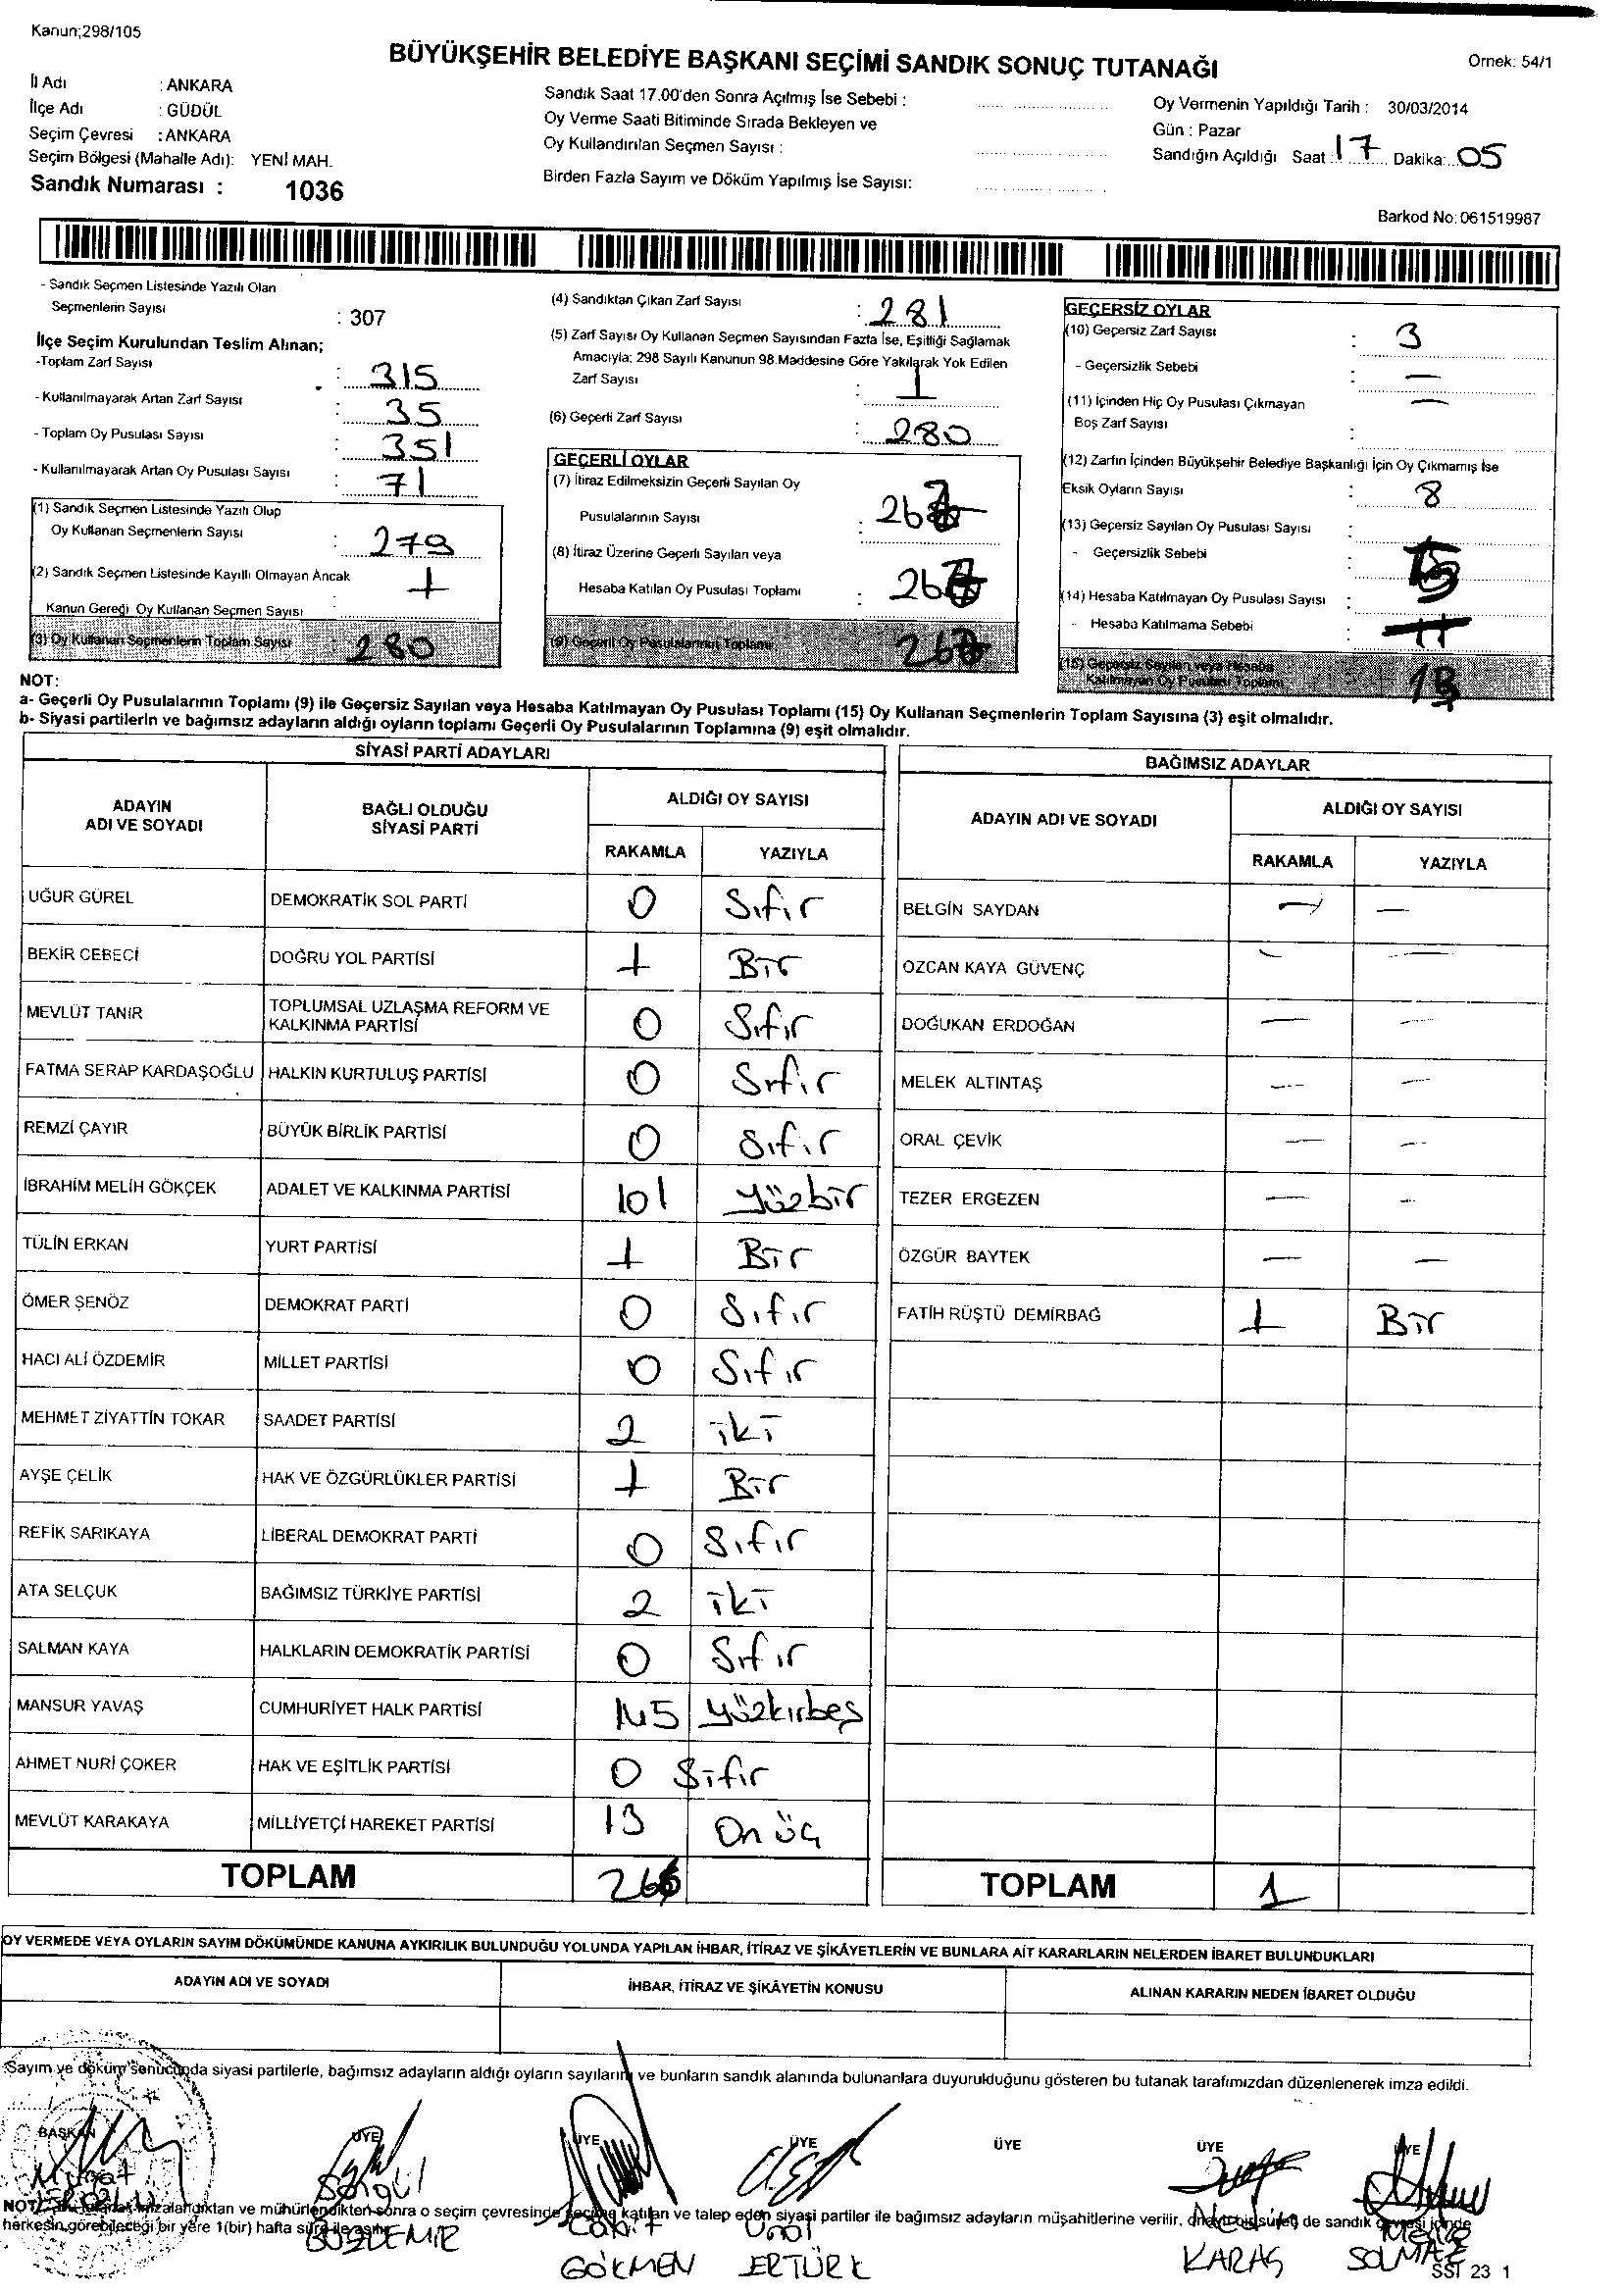 Kanun;298/105
BÜYÜKŞEHİR BELEDİYE BAŞKANI SEÇİMİ SANDIK SONUÇ TUTANAĞI
Örnek: 54/1
İl Adı : ANKARA
İlçe Adı : GÜDÜL
Seçim Çevresi : ANKARA
Seçim Bölgesi (Mahalle Adı): YENİ MAH.
Sandık Numarası : 1036
Sandık Saat 17.00'den Sonra Açılmış İse Sebebi :
Oy Verme Saati Bitiminde Sırada Bekleyen ve
Oy Kullandırılan Seçmen Sayısı :
Birden Fazla Sayım ve Döküm Yapılmış İse Sayısı:
Oy Vermenin Yapıldığı Tarih : 30/03/2014
Gün : Pazar
Sandığın Açıldığı Saat : 17 Dakika: 05
Barkod No: 061519987
- Sandık Seçmen Listesinde Yazılı Olan
Seçmenlerin Sayısı : 307
İlçe Seçim Kurulundan Teslim Alınan;
-Toplam Zarf Sayısı : 315
- Kullanılmayarak Artan Zarf Sayısı : 35
- Toplam Oy Pusulası Sayısı : 351
- Kullanılmayarak Artan Oy Pusulası Sayısı : 71
(1) Sandık Seçmen Listesinde Yazılı Olup
Oy Kullanan Seçmenlerin Sayısı : 279
(2) Sandık Seçmen Listesinde Kayıllı Olmayan Ancak
Kanun Gereği Oy Kullanan Seçmen Sayısı : 1
(3) Oy Kullanan Seçmenlerin Toplam Sayısı 280
(4) Sandıktan Çıkan Zarf Sayısı : 281
(5) Zarf Sayısı Oy Kullanan Seçmen Sayısından Fazla İse, Eşitliği Sağlamak
Amacıyla; 298 Sayılı Kanunun 98.Maddesine Göre Yakılarak Yok Edilen
Zarf Sayısı : 1
(6) Geçerli Zarf Sayısı : 280
GEÇERLİ OYLAR
(7) İtiraz Edilmeksizin Geçerli Sayılan Oy
Pusulalarının Sayısı : 267
(8) İtiraz Üzerine Geçerli Sayılan veya
Hesaba Katılan Oy Pusulası Toplamı : 267
(9) Geçerli Oy Pusulalarının Toplamı 267
GEÇERSİZ OYLAR
(10) Geçersiz Zarf Sayısı : 3
- Geçersizlik Sebebi : —
(11) İçinden Hiç Oy Pusulası Çıkmayan —
Boş Zarf Sayısı :
(12) Zarfın İçinden Büyükşehir Belediye Başkanlığı İçin Oy Çıkmamış İse
Eksik Oyların Sayısı : 8
(13) Geçersiz Sayılan Oy Pusulası Sayısı :
- Geçersizlik Sebebi :
(14) Hesaba Katılmayan Oy Pusulası Sayısı :
- Hesaba Katılmama Sebebi :
(15) Geçersiz Sayılan veya Hesaba
Katılmayan Oy Pusulası Toplamı 13
NOT:
a- Geçerli Oy Pusulalarının Toplamı (9) ile Geçersiz Sayılan veya Hesaba Katılmayan Oy Pusulası Toplamı (15) Oy Kullanan Seçmenlerin Toplam Sayısına (3) eşit olmalıdır.
b- Siyasi partilerin ve bağımsız adayların aldığı oyların toplamı Geçerli Oy Pusulalarının Toplamına (9) eşit olmalıdır.
SİYASİ PARTİ ADAYLARI
ADAYIN ADI VE SOYADI
BAĞLI OLDUĞU SİYASİ PARTİ
ALDIĞI OY SAYISI
RAKAMLA YAZIYLA
UĞUR GÜREL DEMOKRATİK SOL PARTİ 0 Sıfır
BEKİR CEBECİ DOĞRU YOL PARTİSİ 1 Bir
MEVLÜT TANIR TOPLUMSAL UZLAŞMA REFORM VE KALKINMA PARTİSİ 0 Sıfır
FATMA SERAP KARDAŞOĞLU HALKIN KURTULUŞ PARTİSİ 0 Sıfır
REMZİ ÇAYIR BÜYÜK BİRLİK PARTİSİ 0 Sıfır
İBRAHİM MELİH GÖKÇEK ADALET VE KALKINMA PARTİSİ 101 Yüzbir
TÜLİN ERKAN YURT PARTİSİ 1 Bir
ÖMER ŞENÖZ DEMOKRAT PARTİ 0 Sıfır
HACI ALİ ÖZDEMİR MİLLET PARTİSİ 0 Sıfır
MEHMET ZİYATTİN TOKAR SAADET PARTİSİ 2 iki
AYŞE ÇELİK HAK VE ÖZGÜRLÜKLER PARTİSİ 1 Bir
REFİK SARIKAYA LİBERAL DEMOKRAT PARTİ 0 Sıfır
ATA SELÇUK BAĞIMSIZ TÜRKİYE PARTİSİ 2 iki
SALMAN KAYA HALKLARIN DEMOKRATİK PARTİSİ 0 Sıfır
MANSUR YAVAŞ CUMHURİYET HALK PARTİSİ 145 Yüzkırbeş
AHMET NURİ ÇOKER HAK VE EŞİTLİK PARTİSİ 0 Sıfır
MEVLÜT KARAKAYA MİLLİYETÇİ HAREKET PARTİSİ 13 On üç
TOPLAM 266
BAĞIMSIZ ADAYLAR
ADAYIN ADI VE SOYADI
ALDIĞI OY SAYISI
RAKAMLA YAZIYLA
BELGİN SAYDAN — —
ÖZCAN KAYA GÜVENÇ — —
DOĞUKAN ERDOĞAN — —
MELEK ALTINTAŞ — —
ORAL ÇEVİK — —
TEZER ERGEZEN — —
ÖZGÜR BAYTEK — —
FATİH RÜŞTÜ DEMİRBAĞ 1 Bir
TOPLAM 1
OY VERMEDE VEYA OYLARIN SAYIM DÖKÜMÜNDE KANUNA AYKIRILIK BULUNDUĞU YOLUNDA YAPILAN İHBAR, İTİRAZ VE ŞİKÂYETLERİN VE BUNLARA AİT KARARLARIN NELERDEN İBARET BULUNDUKLARI
ADAYIN ADI VE SOYADI İHBAR, İTİRAZ VE ŞİKÂYETİN KONUSU ALINAN KARARIN NEDEN İBARET OLDUĞU
Sayım ve döküm sonucunda siyasi partilerle, bağımsız adayların aldığı oyların sayılarını ve bunların sandık alanında bulunanlara duyurulduğunu gösteren bu tutanak tarafımızdan düzenlenerek imza edildi.
BAŞKAN ÜYE ÜYE ÜYE ÜYE ÜYE ÜYE
Murat Songül Ünal
NOT: imzalandıktan ve mühürlendikten sonra o seçim çevresinde seçime katılan ve talep eden siyasi partiler ile bağımsız adayların müşahitlerine verilir, de sandık
herkesin görebileceği bir yere 1(bir) hafta süre ile asılır.
GÖKMEN ERTÜRK KARAŞ SOLMAZ
SST 23 1